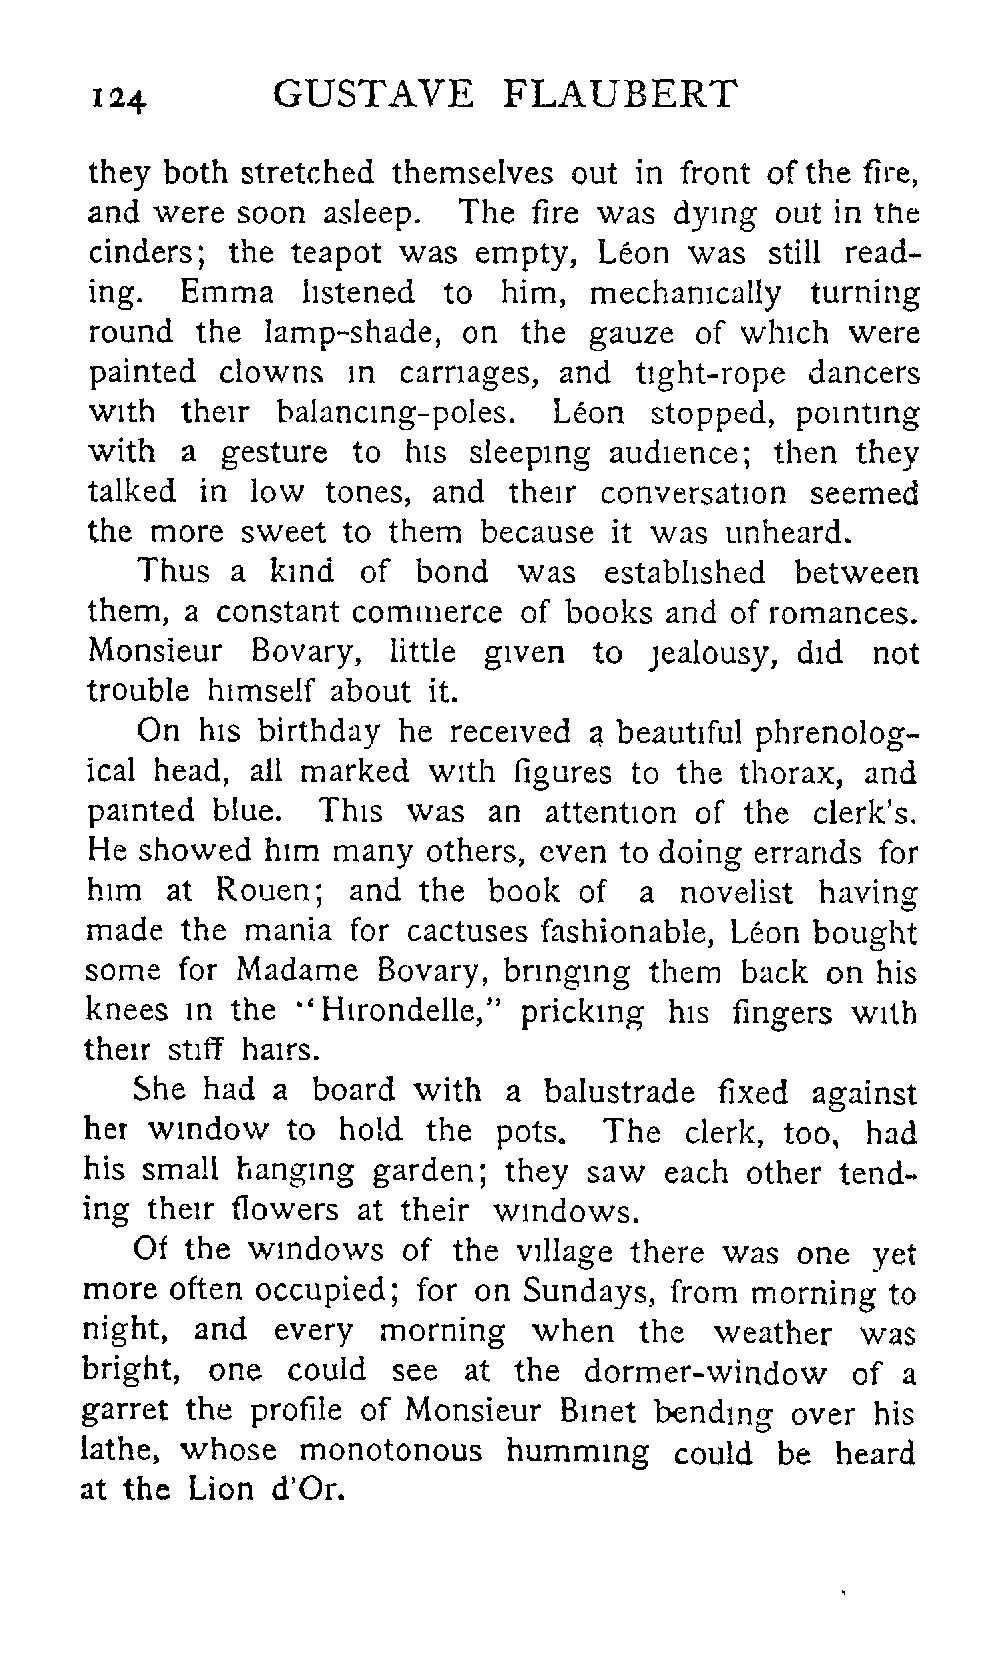 124 GUSTAVE FLAUBERT
they both stretched themselves out in front of the fire,
and were soon asleep. The fire was dying out in the
cinders; the teapot was empty, Léon was still read-
ing. Emma listened to him, mechanically turning
round the lamp-shade, on the gauze of which were
painted clowns in carriages, and tight-rope dancers
with their balancing-poles. Léon stopped, pointing
with a gesture to his sleeping audience; then they
talked in low tones, and their conversation seemed
the more sweet to them because it was unheard.
Thus a kind of bond was established between
them, a constant commerce of books and of romances.
Monsieur Bovary, little given to jealousy, did not
trouble himself about it.
On his birthday he received a beautiful phrenolog-
ical head, all marked with figures to the thorax, and
painted blue. This was an attention of the clerk's.
He showed him many others, even to doing errands for
him at Rouen; and the book of a novelist having
made the mania for cactuses fashionable, Léon bought
some for Madame Bovary, bringing them back on his
knees in the "Hirondelle," pricking his fingers with
their stiff hairs.
She had a board with a balustrade fixed against
her window to hold the pots. The clerk, too, had
his small hanging garden; they saw each other tend-
ing their flowers at their windows.
Of the windows of the village there was one yet
more often occupied; for on Sundays, from morning to
night, and every morning when the weather was
bright, one could see at the dormer-window of a
garret the profile of Monsieur Binet bending over his
lathe, whose monotonous humming could be heard
at the Lion d'Or.